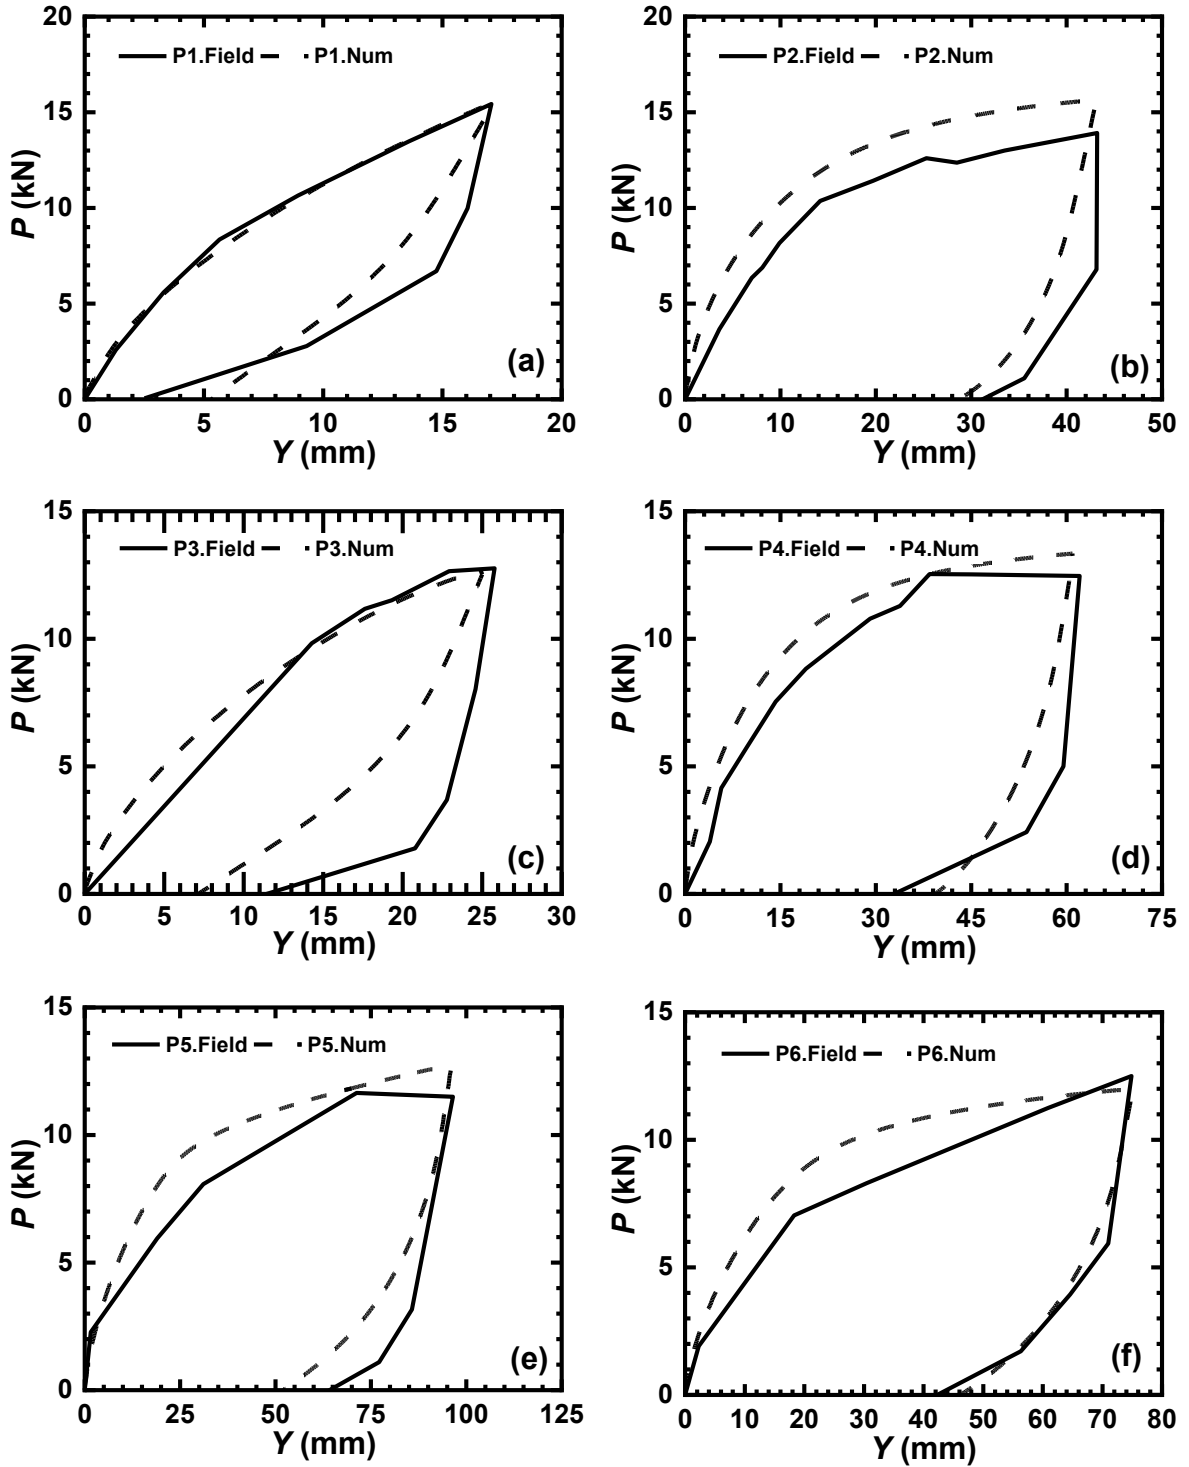 20
P1.Field P1.Num
15
10
5
0
P (kN)
(a)
0 5 10 15 20
Y (mm)
20
P2.Field P2.Num
15
10
5
0
P (kN)
(b)
0 10 20 30 40 50
Y (mm)
15
P3.Field P3.Num
10
5
0
P (kN)
(c)
0 5 10 15 20 25 30
Y (mm)
15
P4.Field P4.Num
10
5
0
P (kN)
(d)
0 15 30 45 60 75
Y (mm)
15
P5.Field P5.Num
10
5
0
P (kN)
(e)
0 25 50 75 100 125
Y (mm)
15
P6.Field P6.Num
10
5
0
P (kN)
(f)
0 10 20 30 40 50 60 70 80
Y (mm)